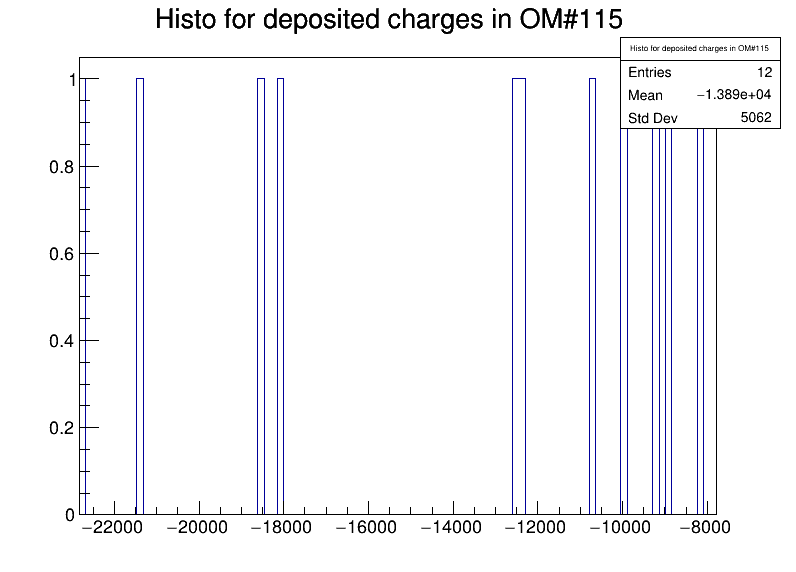 Histo for deposited charges in OM#115
Histo for deposited charges in OM#115
Entries 12
Mean −1.389e+04
Std Dev 5062
1
0.8
0.6
0.4
0.2
0
−22000 −20000 −18000 −16000 −14000 −12000 −10000 −8000